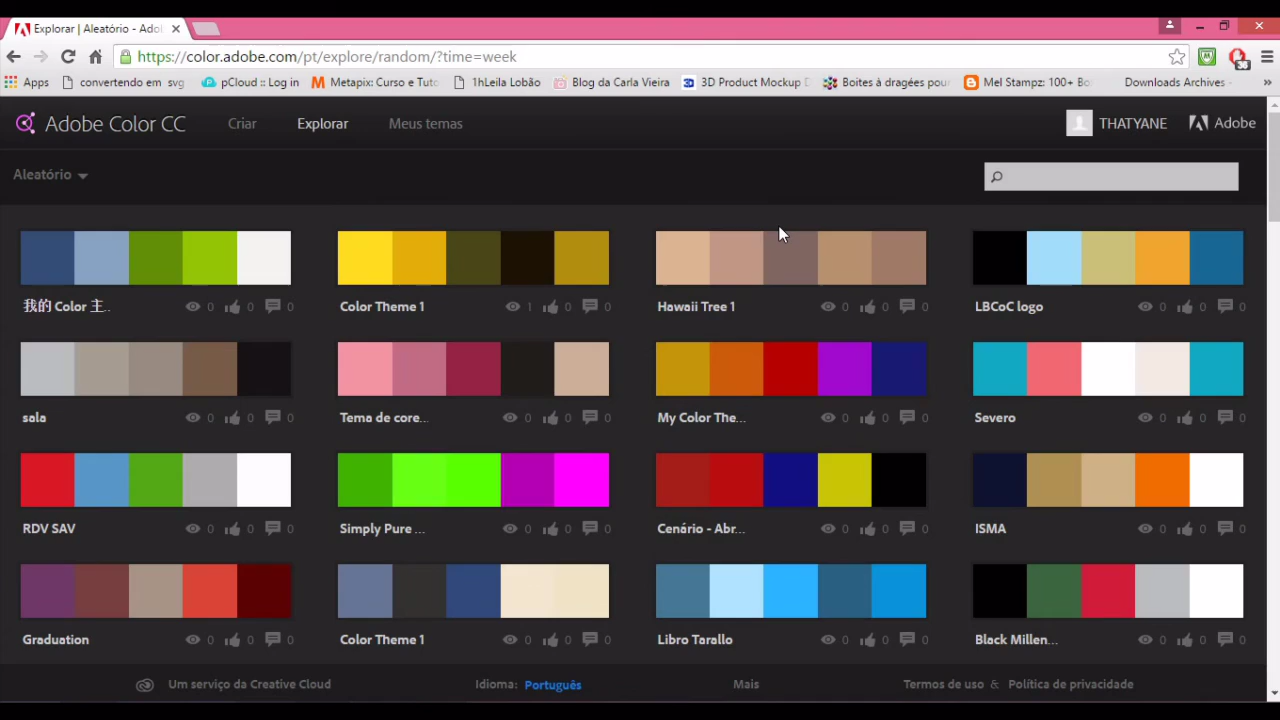 Explorar | Aleatório - Adob
https://color.adobe.com/pt/explore/random/?time=week
Apps convertendo em svg pCloud :: Log in Metapix: Curso e Tuto 1hLeila Lobão Blog da Carla Vieira 3D Product Mockup D Boites à dragées pour Mel Stampz: 100+ Bo Downloads Archives - »
Adobe Color CC Criar Explorar Meus temas THATYANE Adobe
Aleatório
我的 Color 主.. 0 0 0 Color Theme 1 1 0 0 Hawaii Tree 1 0 0 0 LBCoC logo 0 0 0
sala 0 0 0 Tema de core... 0 0 0 My Color The... 0 0 0 Severo 0 0 0
RDV SAV 0 0 0 Simply Pure ... 0 0 0 Cenário - Abr... 0 0 0 ISMA 0 0 0
Graduation 0 0 0 Color Theme 1 0 0 0 Libro Tarallo 0 0 0 Black Millen... 0 0 0
Um serviço da Creative Cloud Idioma: Português Mais Termos de uso & Política de privacidade